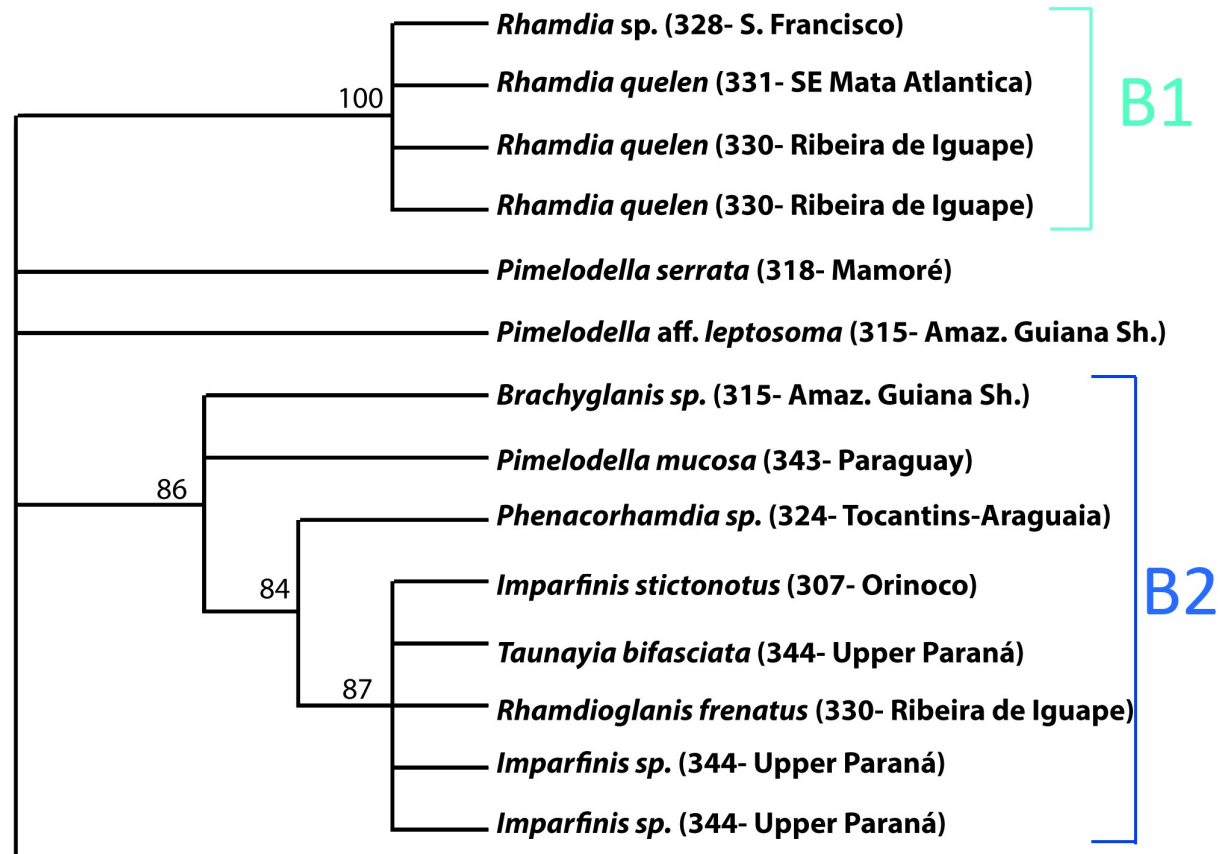 Rhamdia sp. (328- S. Francisco)
Rhamdia quelen (331- SE Mata Atlantica)
100
B1
Rhamdia quelen (330- Ribeira de Iguape)
Rhamdia quelen (330- Ribeira de Iguape)
Pimelodella serrata (318- Mamoré)
Pimelodella aff. leptosoma (315- Amaz. Guiana Sh.)
Brachyglanis sp. (315- Amaz. Guiana Sh.)
Pimelodella mucosa (343- Paraguay)
86
Phenacorhamdia sp. (324- Tocantins-Araguaia)
84
Imparfinis stictonotus (307- Orinoco)
B2
Taunayia bifasciata (344- Upper Paraná)
87
Rhamdioglanis frenatus (330- Ribeira de Iguape)
Imparfinis sp. (344- Upper Paraná)
Imparfinis sp. (344- Upper Paraná)